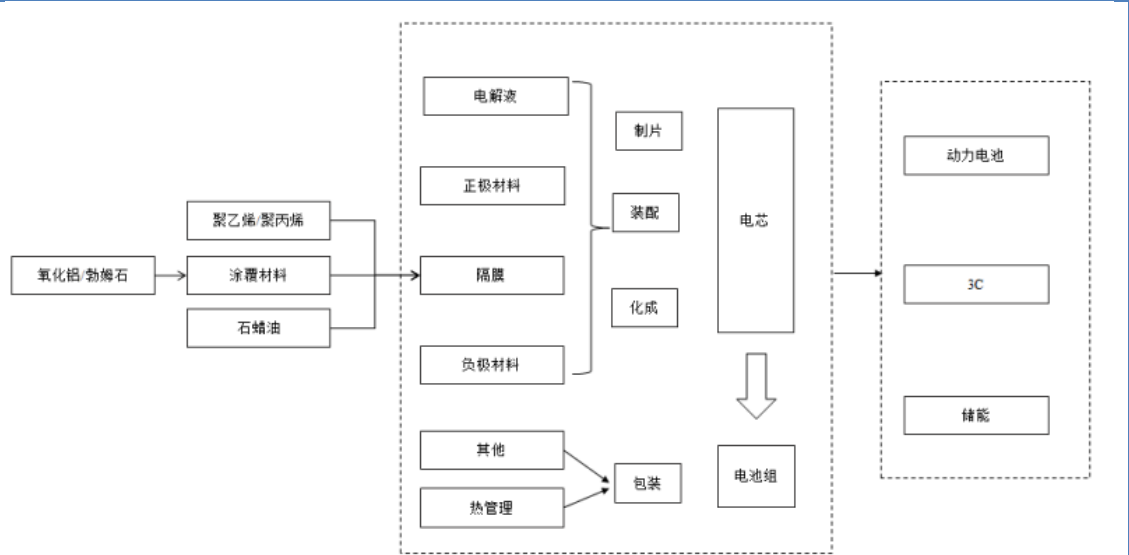 氧化铝/勃姆石
聚乙烯/聚丙烯
涂覆材料
石蜡油
电解液
正极材料
隔膜
负极材料
其他
热管理
制片
装配
化成
包装
电芯
电池组
动力电池
3C
储能